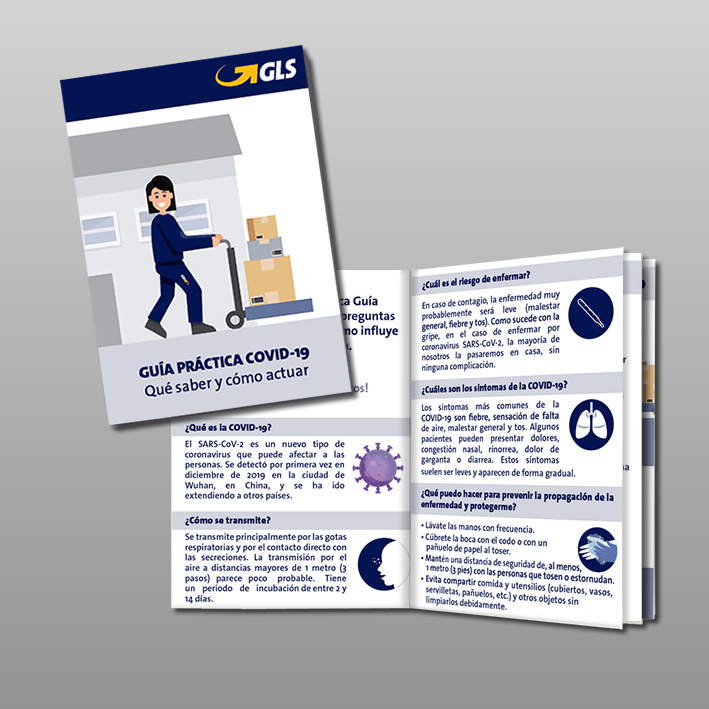 GLS
GUÍA PRÁCTICA COVID-19
Qué saber y cómo actuar
Guía
preguntas
influye
¿Qué es la COVID-19?
El SARS-CoV-2 es un nuevo tipo de
coronavirus que puede afectar a las
personas. Se detectó por primera vez en
diciembre de 2019 en la ciudad de
Wuhan, en China, y se ha ido
extendiendo a otros países.
¿Cómo se transmite?
Se transmite principalmente por las gotas
respiratorias y por el contacto directo con
las secreciones. La transmisión por el
aire a distancias mayores de 1 metro (3
pasos) parece poco probable. Tiene
un periodo de incubación de entre 2 y
14 días.
¿Cuál es el riesgo de enfermar?
En caso de contagio, la enfermedad muy
probablemente será leve (malestar
general, fiebre y tos). Como sucede con la
gripe, en el caso de enfermar por
coronavirus SARS-CoV-2, la mayoría de
nosotros la pasaremos en casa, sin
ninguna complicación.
¿Cuáles son los síntomas de la COVID-19?
Los síntomas más comunes de la
COVID-19 son fiebre, sensación de falta
de aire, malestar general y tos. Algunos
pacientes pueden presentar dolores,
congestión nasal, rinorrea, dolor de
garganta o diarrea. Estos síntomas
suelen ser leves y aparecen de forma gradual.
¿Qué puedo hacer para prevenir la propagación de la
enfermedad y protegerme?
• Lávate las manos con frecuencia.
• Cúbrete la boca con el codo o con un
pañuelo de papel al toser.
• Mantén una distancia de seguridad de, al menos,
1 metro (3 pies) con las personas que tosen o estornudan.
• Evita compartir comida y utensilios (cubiertos, vasos,
servilletas, pañuelos, etc.) y otros objetos sin
limpiarlos debidamente.